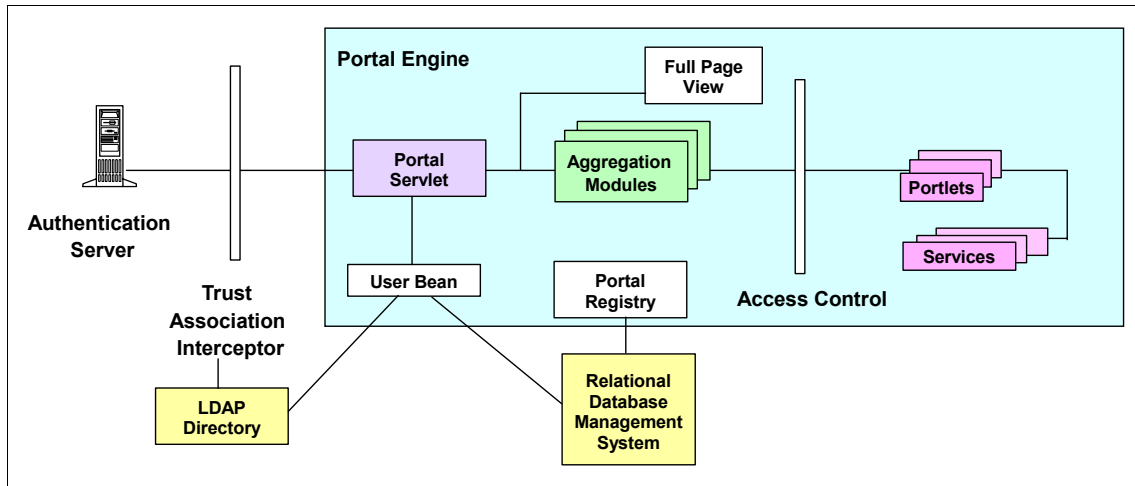 Portal Engine
Full Page
View
Portal
Servlet
Aggregation
Modules
Portlets
Services
Authentication
Server
User Bean
Portal
Registry
Access Control
Trust
Association
Interceptor
LDAP
Directory
Relational
Database
Management
System